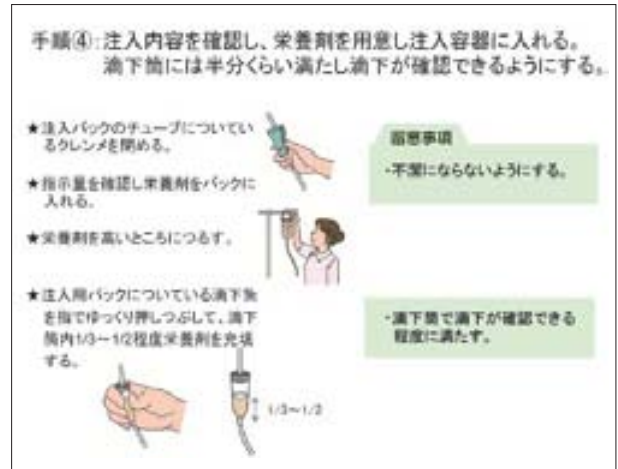 手順④:注入内容を確認し、栄養剤を用意し注入容器に入れる。
滴下筒には半分くらい満たし滴下が確認できるようにする。
★注入バックのチューブについてい
るクレンメを閉める。
留意事項
・不潔にならないようにする。
★指示量を確認し栄養剤をバックに
入れる。
★栄養剤を高いところにつるす。
★注入用バックについている滴下筒
を指でゆっくり押しつぶして、滴下
筒内1/3〜1/2程度栄養剤を充填
する。
・滴下筒で滴下が確認できる
程度に満たす。
1/3〜1/2